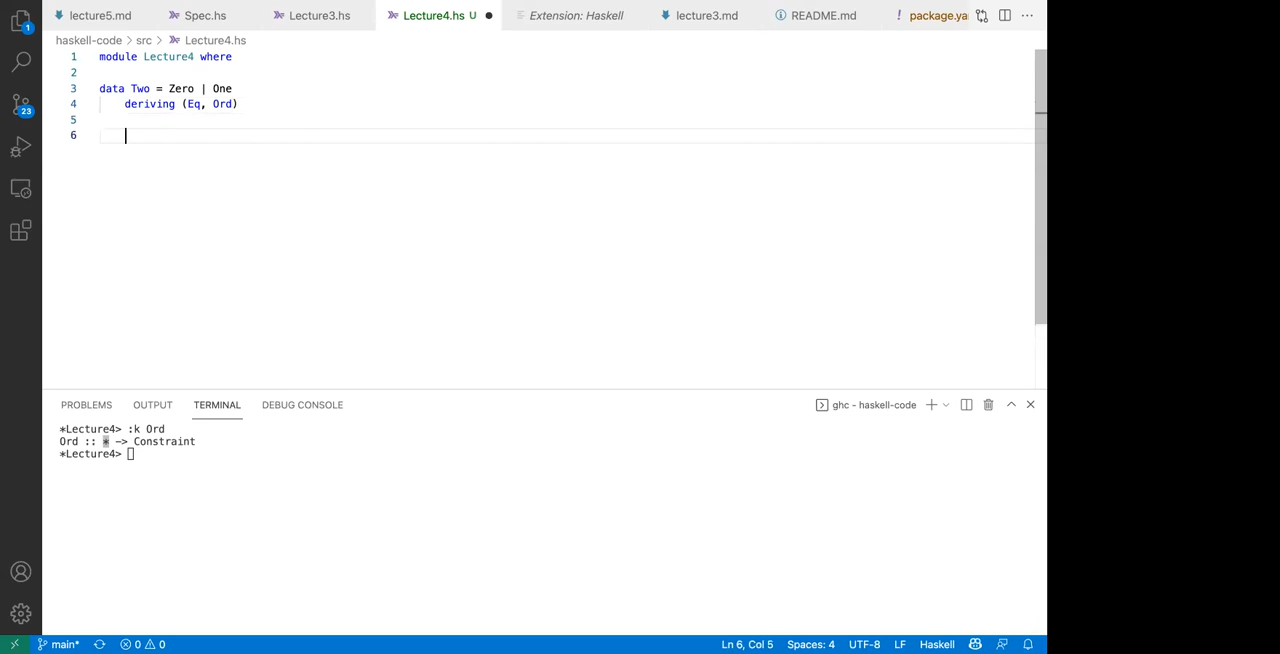 lecture5.md Spec.hs Lecture3.hs Lecture4.hs U Extension: Haskell lecture3.md README.md ! package.ya
haskell-code > src > Lecture4.hs
1 module Lecture4 where
2
3 data Two = Zero | One
4 deriving (Eq, Ord)
5
6
1
23
PROBLEMS OUTPUT TERMINAL DEBUG CONSOLE ghc - haskell-code
*Lecture4> :k Ord
Ord :: * -> Constraint
*Lecture4>
main* 0 0 Ln 6, Col 5 Spaces: 4 UTF-8 LF Haskell